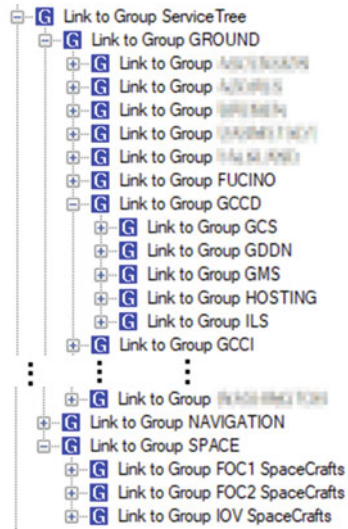 G Link to Group ServiceTree
G Link to Group GROUND
G Link to Group
G Link to Group
G Link to Group
G Link to Group
G Link to Group
G Link to Group FUCINO
G Link to Group GCCD
G Link to Group GCS
G Link to Group GDDN
G Link to Group GMS
G Link to Group HOSTING
G Link to Group ILS
G Link to Group GCCI
G Link to Group
G Link to Group NAVIGATION
G Link to Group SPACE
G Link to Group FOC1 SpaceCrafts
G Link to Group FOC2 SpaceCrafts
G Link to Group IOV SpaceCrafts